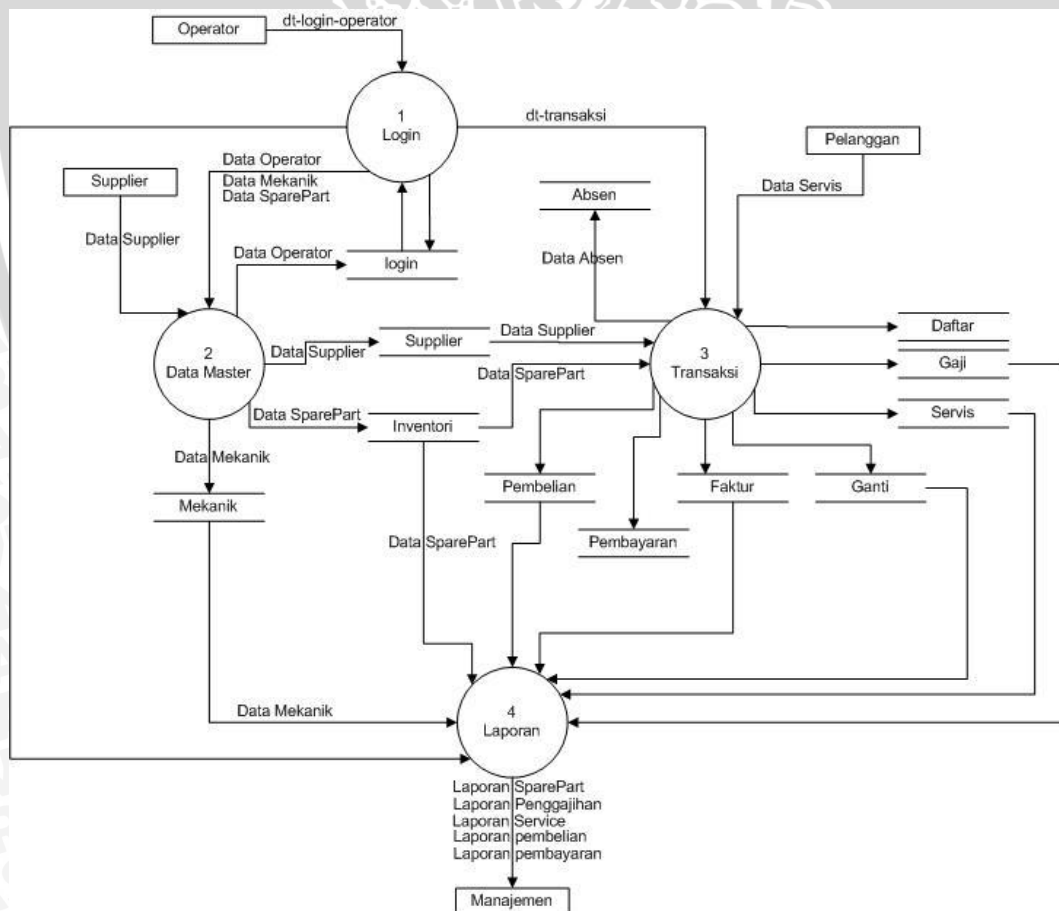 dt-login-operator
Operator
1
Login
dt-transaksi
Pelanggan
Data Operator
Data Mekanik
Data SparePart
Supplier
Absen
Data Servis
Data Supplier
Data Operator
login
Data Absen
Data Supplier
Daftar
Supplier
2
Data Master
Data Supplier
3
Transaksi
Gaji
Data SparePart
Data SparePart
Inventori
Servis
Data Mekanik
Mekanik
Pembelian
Faktur
Ganti
Data SparePart
Pembayaran
Data Mekanik
4
Laporan
Laporan SparePart
Laporan Penggajihan
Laporan Service
Laporan pembelian
Laporan pembayaran
Manajemen